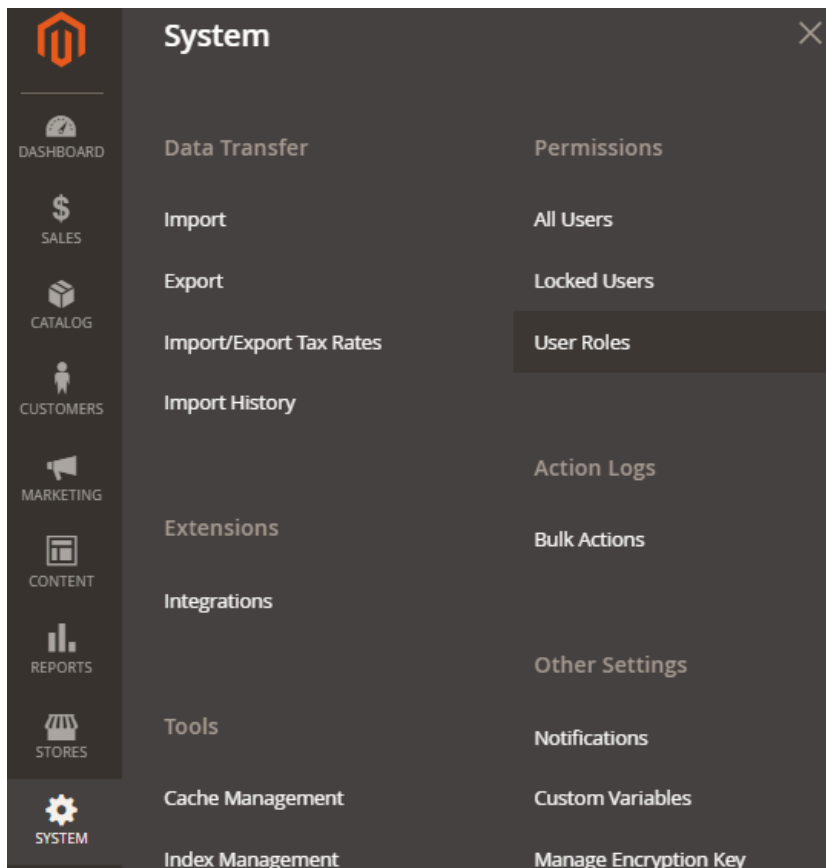 System
DASHBOARD
SALES
CATALOG
CUSTOMERS
MARKETING
CONTENT
REPORTS
STORES
SYSTEM
Data Transfer
Import
Export
Import/Export Tax Rates
Import History
Extensions
Integrations
Tools
Cache Management
Index Management
Permissions
All Users
Locked Users
User Roles
Action Logs
Bulk Actions
Other Settings
Notifications
Custom Variables
Manage Encryption Key